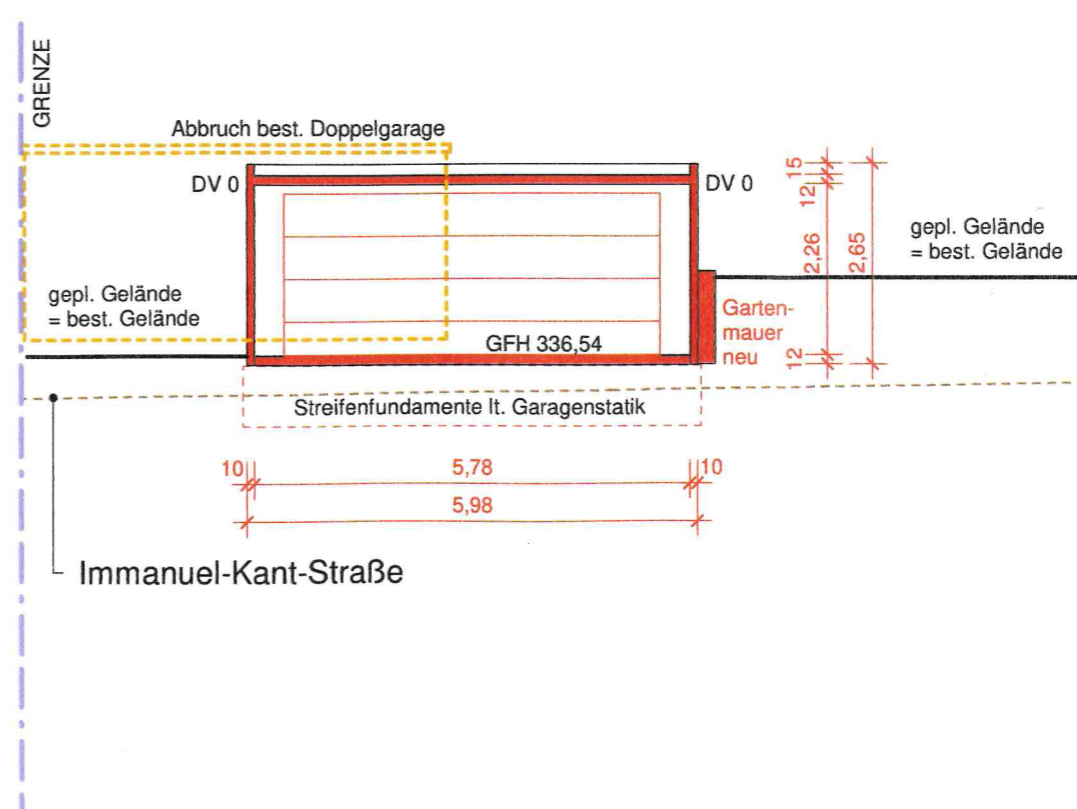 GRENZE
Abbruch best. Doppelgarage
DV 0
DV 0
15
12
2,26
2,65
12
gepl. Gelände
= best. Gelände
gepl. Gelände
= best. Gelände
Garten-
mauer
neu
GFH 336,54
Streifenfundamente lt. Garagenstatik
10
5,78
10
5,98
Immanuel-Kant-Straße